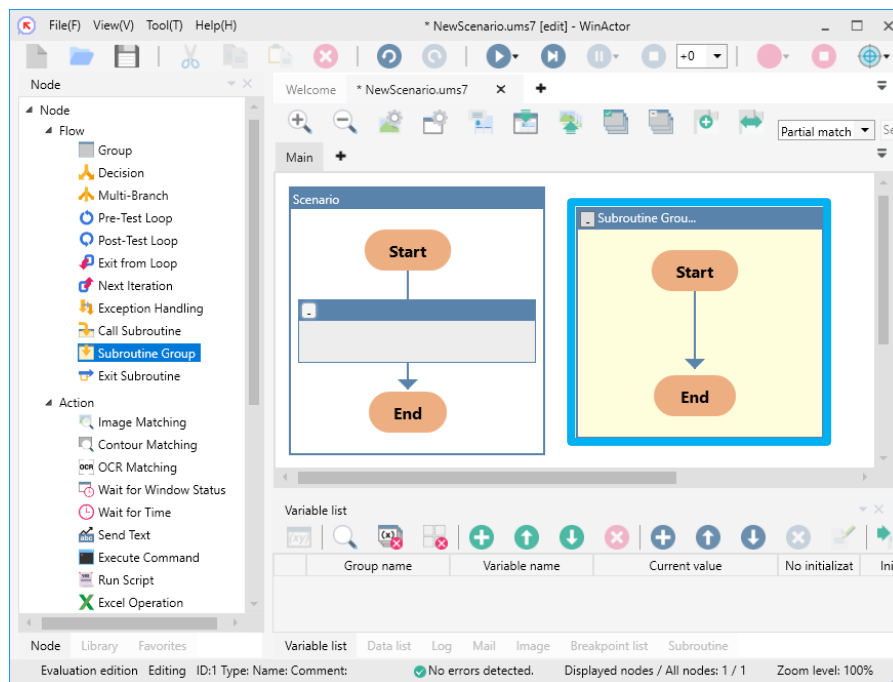 File(F) View(V) Tool(T) Help(H) * NewScenario.ums7 [edit] - WinActor
+0
Node
Node
Flow
Group
Decision
Multi-Branch
Pre-Test Loop
Post-Test Loop
Exit from Loop
Next Iteration
Exception Handling
Call Subroutine
Subroutine Group
Exit Subroutine
Action
Image Matching
Contour Matching
OCR Matching
Wait for Window Status
Wait for Time
Send Text
Execute Command
Run Script
Excel Operation
Node Library Favorites
Welcome * NewScenario.ums7
Partial match Se
Main
Scenario
Start
End
Subroutine Grou...
Start
End
Variable list
Group name Variable name Current value No initializat Ini
Variable list Data list Log Mail Image Breakpoint list Subroutine
Evaluation edition Editing ID:1 Type: Name: Comment: No errors detected. Displayed nodes / All nodes: 1 / 1 Zoom level: 100%